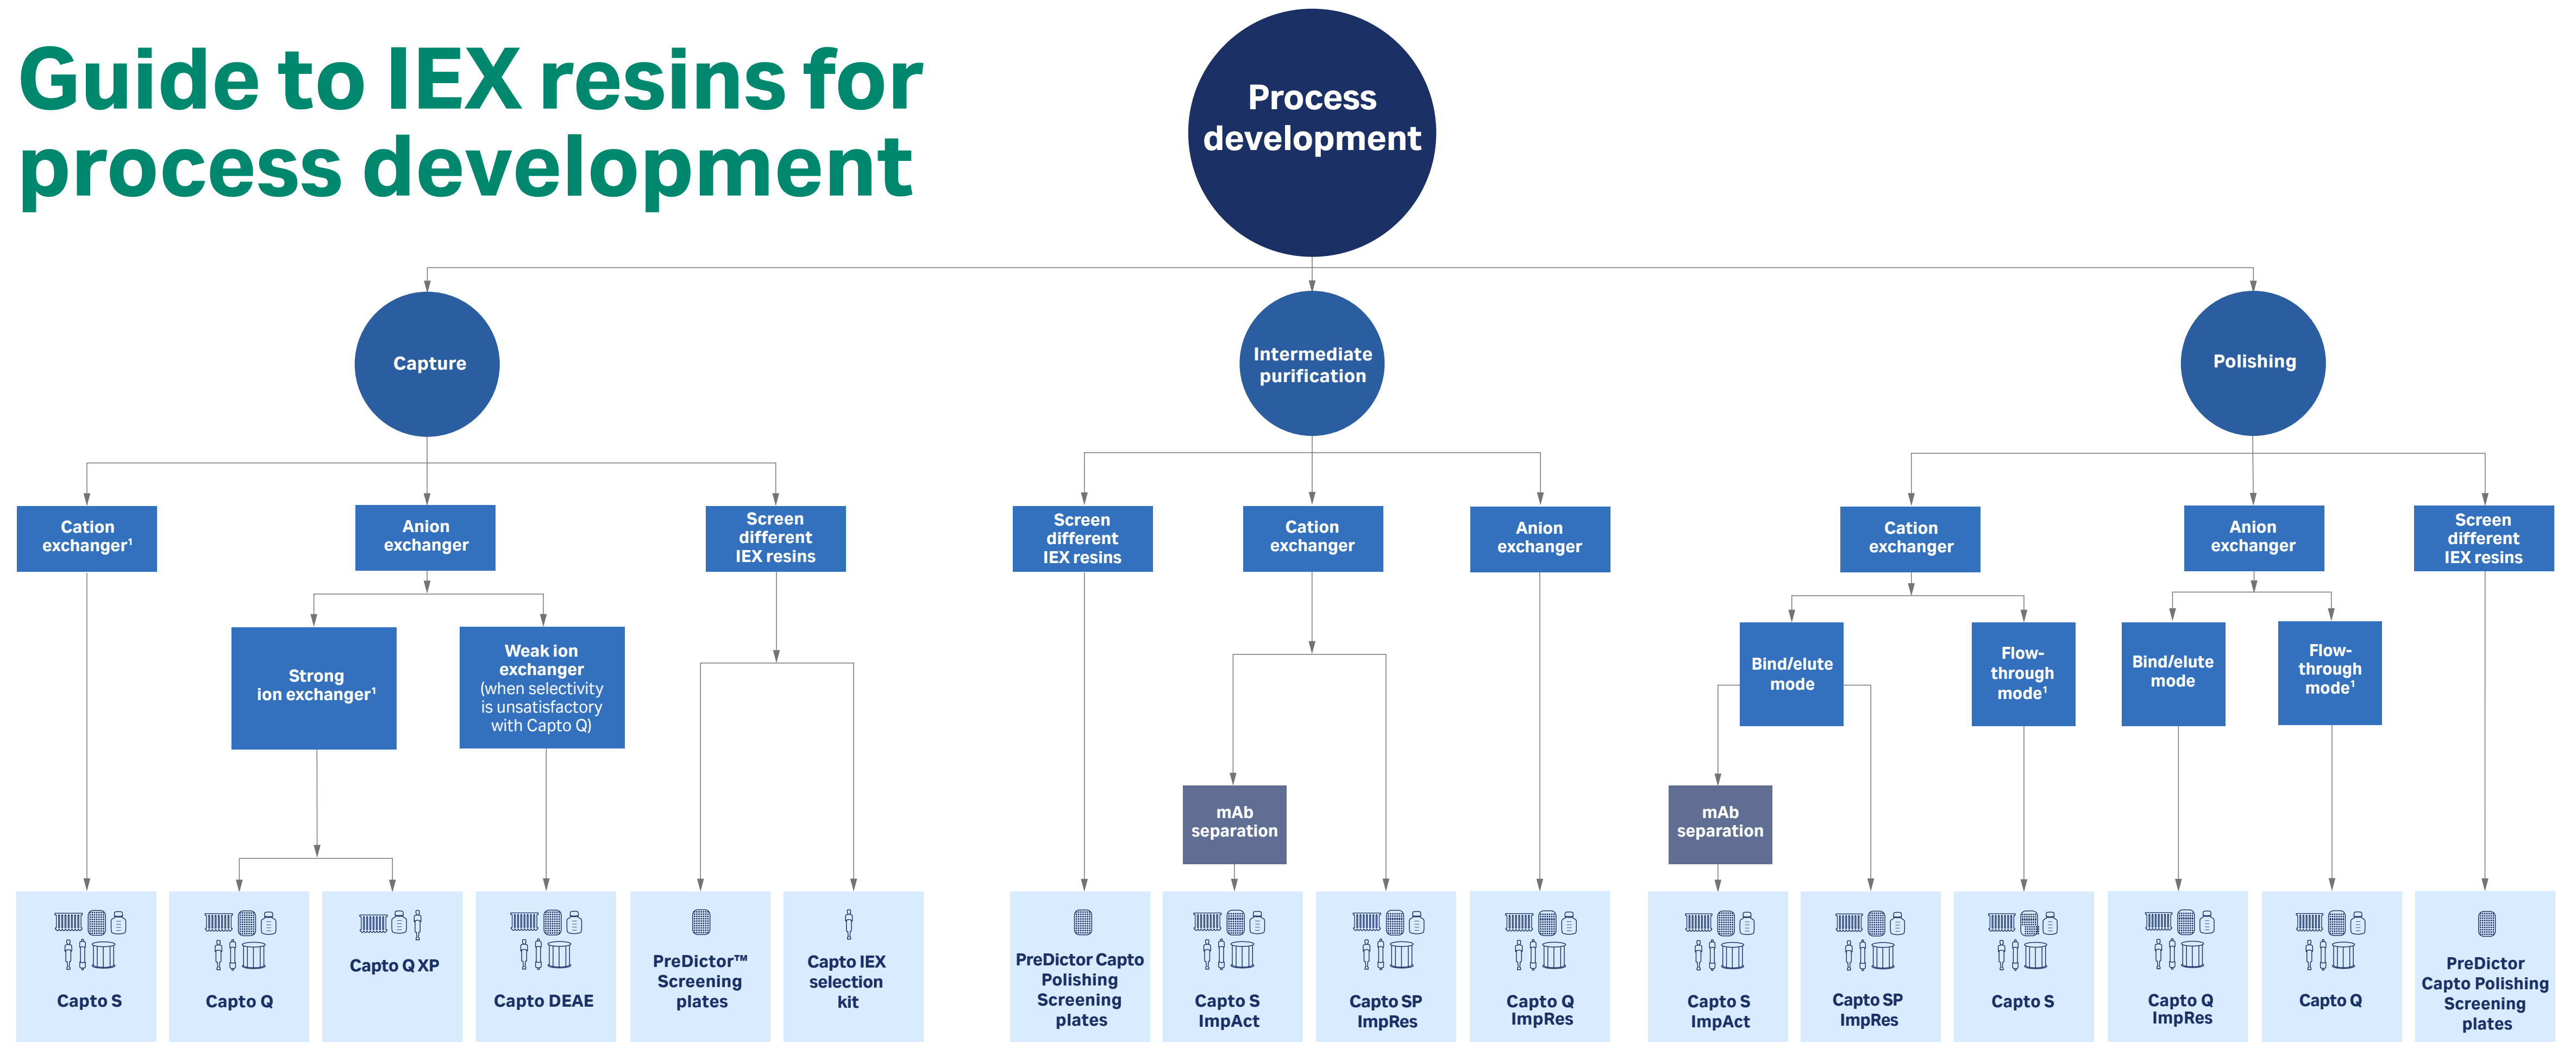 Guide to IEX resins for
process development
Process
development
Capture
Intermediate
purification
Polishing
Cation
exchanger¹
Anion
exchanger
Screen
different
IEX resins
Screen
different
IEX resins
Cation
exchanger
Anion
exchanger
Cation
exchanger
Anion
exchanger
Screen
different
IEX resins
Strong
ion exchanger¹
Weak ion
exchanger
(when selectivity
is unsatisfactory
with Capto Q)
Bind/elute
mode
Flow-
through
mode¹
Bind/elute
mode
Flow-
through
mode¹
mAb
separation
mAb
separation
Capto S
Capto Q
Capto Q XP
Capto DEAE
PreDictor™
Screening
plates
Capto IEX
selection
kit
PreDictor Capto
Polishing
Screening
plates
Capto S
ImpAct
Capto SP
ImpRes
Capto Q
ImpRes
Capto S
ImpAct
Capto SP
ImpRes
Capto S
Capto Q
ImpRes
Capto Q
PreDictor
Capto Polishing
Screening
plates